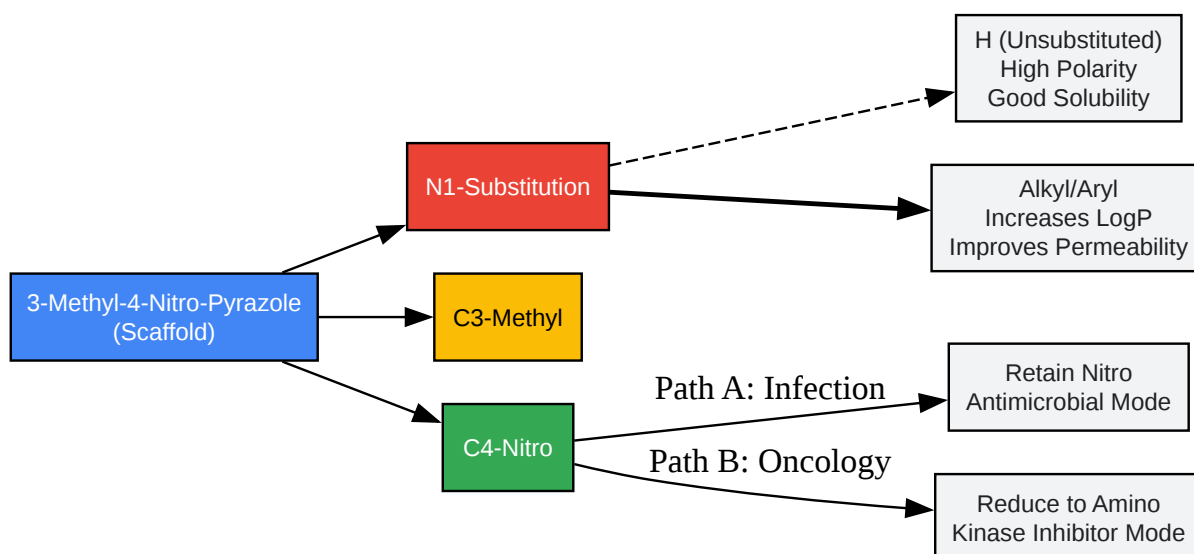 H (Unsubstituted)
High Polarity
Good Solubility
N1-Substitution
Alkyl/Aryl
Increases LogP
Improves Permeability
3-Methyl-4-Nitro-Pyrazole
(Scaffold)
C3-Methyl
Path A: Infection
Retain Nitro
Antimicrobial Mode
C4-Nitro
Path B: Oncology
Reduce to Amino
Kinase Inhibitor Mode